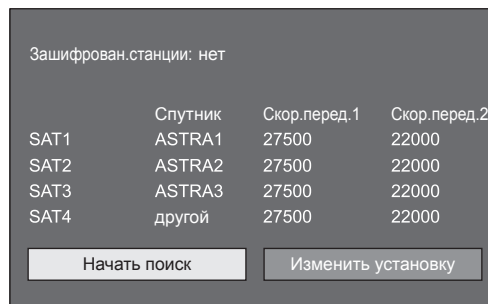 Зашифрован.станции: нет
Спутник Скор.перед.1 Скор.перед.2
SAT1 ASTRA1 27500 22000
SAT2 ASTRA2 27500 22000
SAT3 ASTRA3 27500 22000
SAT4 другой 27500 22000
Начать поиск Изменить установку